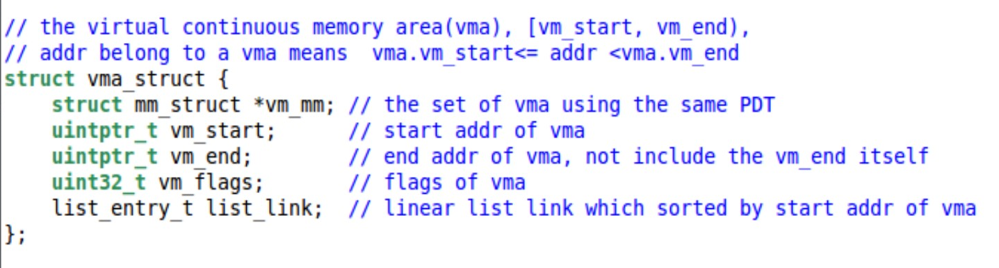 // the virtual continuous memory area(vma), [vm_start, vm_end),
// addr belong to a vma means  vma.vm_start<= addr <vma.vm_end
struct vma_struct {
    struct mm_struct *vm_mm; // the set of vma using the same PDT
    uintptr_t vm_start;      // start addr of vma
    uintptr_t vm_end;        // end addr of vma, not include the vm_end itself
    uint32_t vm_flags;       // flags of vma
    list_entry_t list_link;  // linear list link which sorted by start addr of vma
};